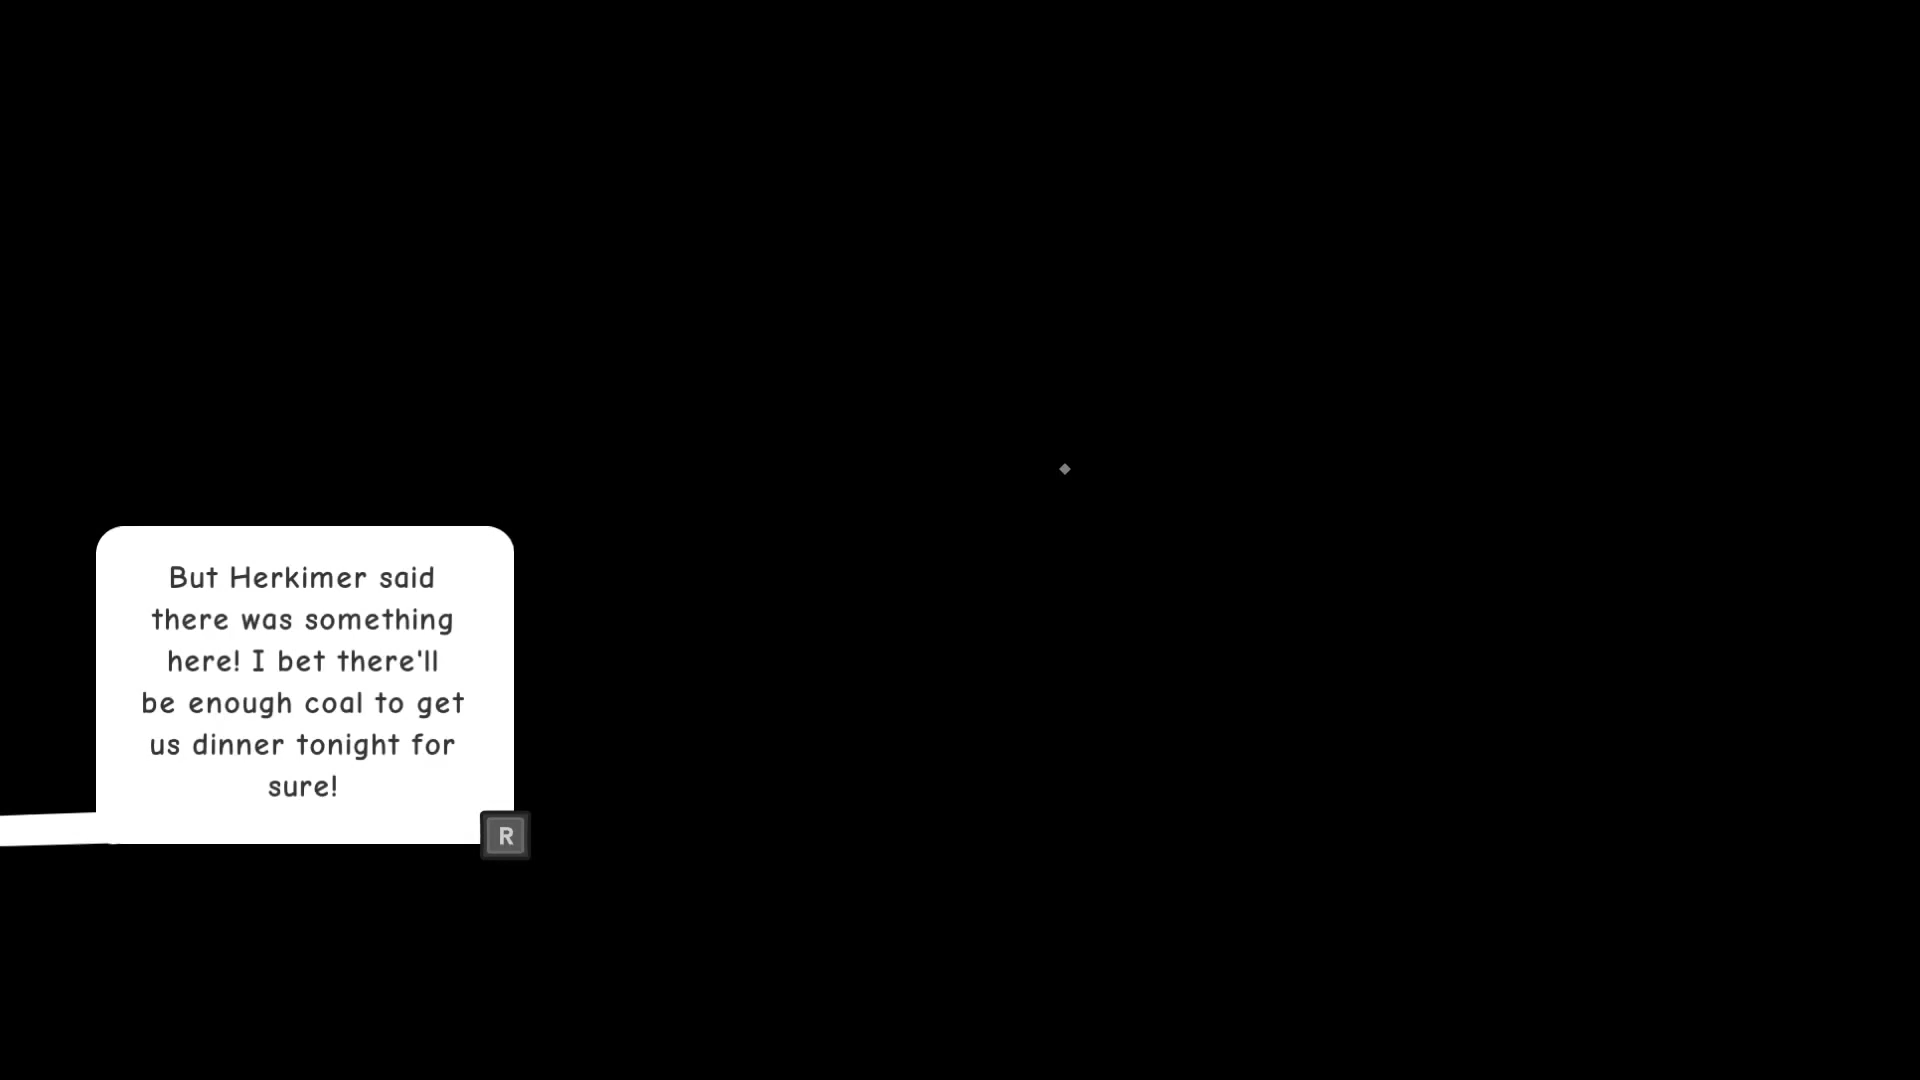 But Herkimer said
there was something
here! I bet there'll
be enough coal to get
us dinner tonight for
sure!
R